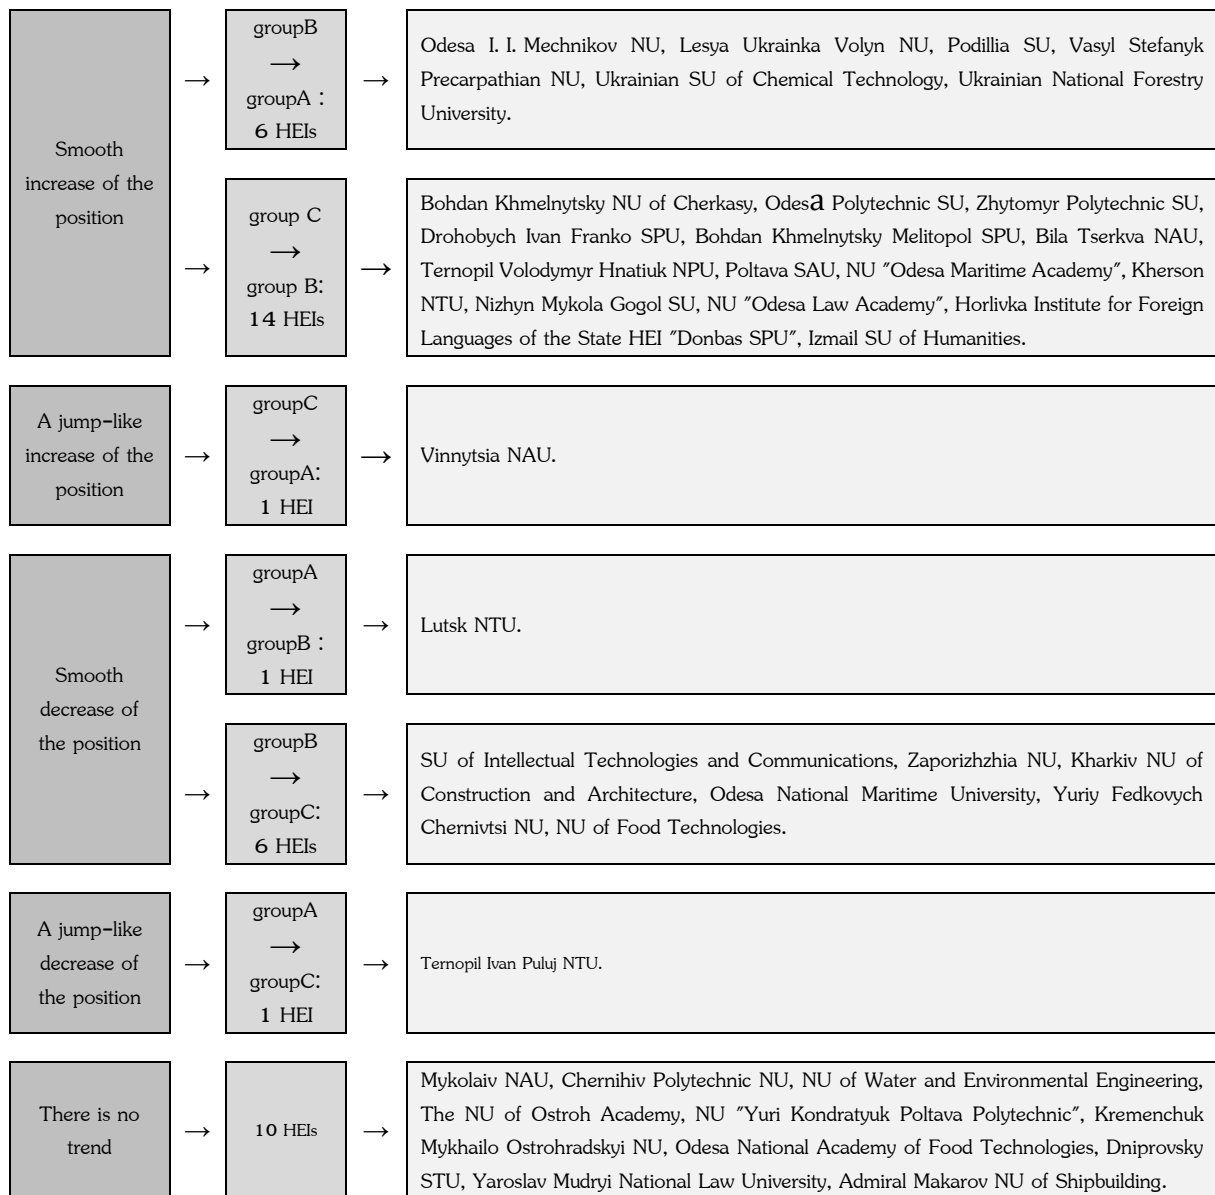 Smooth
increase of the
position
→
groupB
→
groupA :
6 HEIs
→
Odesa I. I. Mechnikov NU, Lesya Ukrainka Volyn NU, Podillia SU, Vasyl Stefanyk
Precarpathian NU, Ukrainian SU of Chemical Technology, Ukrainian National Forestry
University.
→
group C
→
group B:
14 HEIs
→
Bohdan Khmelnytsky NU of Cherkasy, Odesa Polytechnic SU, Zhytomyr Polytechnic SU,
Drohobych Ivan Franko SPU, Bohdan Khmelnytsky Melitopol SPU, Bila Tserkva NAU,
Ternopil Volodymyr Hnatiuk NPU, Poltava SAU, NU "Odesa Maritime Academy", Kherson
NTU, Nizhyn Mykola Gogol SU, NU "Odesa Law Academy", Horlivka Institute for Foreign
Languages of the State HEI "Donbas SPU", Izmail SU of Humanities.
A jump-like
increase of the
position
→
groupC
→
groupA:
1 HEI
→
Vinnytsia NAU.
Smooth
decrease of
the position
→
groupA
→
groupB :
1 HEI
→
Lutsk NTU.
→
groupB
→
groupC:
6 HEIs
→
SU of Intellectual Technologies and Communications, Zaporizhzhia NU, Kharkiv NU of
Construction and Architecture, Odesa National Maritime University, Yuriy Fedkovych
Chernivtsi NU, NU of Food Technologies.
A jump-like
decrease of
the position
→
groupA
→
groupC:
1 HEI
→
Ternopil Ivan Puluj NTU.
There is no
trend
→
10 HEIs
→
Mykolaiv NAU, Chernihiv Polytechnic NU, NU of Water and Environmental Engineering,
The NU of Ostroh Academy, NU "Yuri Kondratyuk Poltava Polytechnic", Kremenchuk
Mykhailo Ostrohradskyi NU, Odesa National Academy of Food Technologies, Dniprovsky
STU, Yaroslav Mudryi National Law University, Admiral Makarov NU of Shipbuilding.